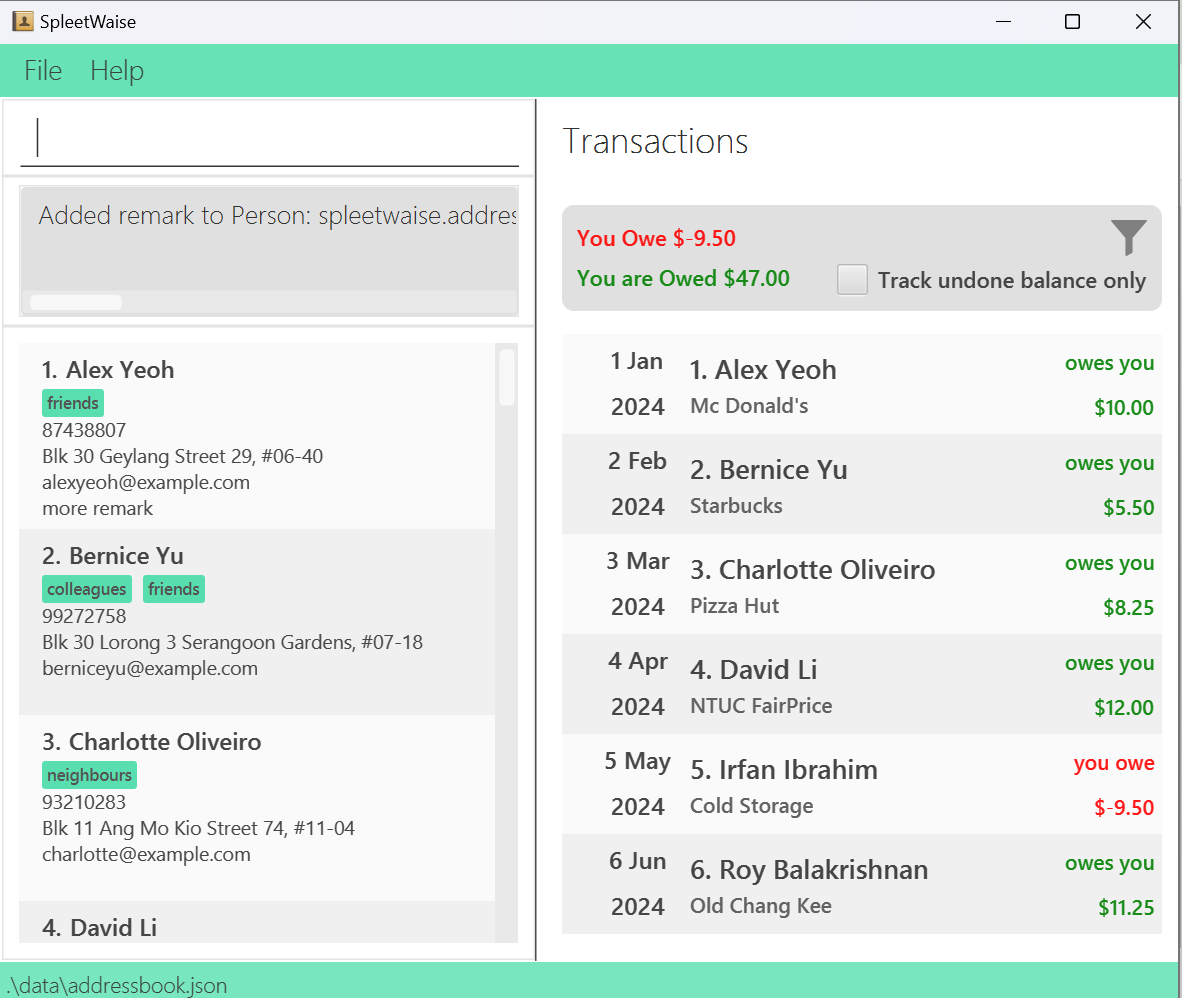 SpleetWaise
File Help
Added remark to Person: spleetwaise.addres
1. Alex Yeoh
friends
87438807
Blk 30 Geylang Street 29, #06-40
alexyeoh@example.com
more remark
2. Bernice Yu
colleagues friends
99272758
Blk 30 Lorong 3 Serangoon Gardens, #07-18
berniceyu@example.com
3. Charlotte Oliveiro
neighbours
93210283
Blk 11 Ang Mo Kio Street 74, #11-04
charlotte@example.com
4. David Li
Transactions
You Owe $-9.50
You are Owed $47.00
Track undone balance only
1 Jan 1. Alex Yeoh owes you
2024 Mc Donald's $10.00
2 Feb 2. Bernice Yu owes you
2024 Starbucks $5.50
3 Mar 3. Charlotte Oliveiro owes you
2024 Pizza Hut $8.25
4 Apr 4. David Li owes you
2024 NTUC FairPrice $12.00
5 May 5. Irfan Ibrahim you owe
2024 Cold Storage $-9.50
6 Jun 6. Roy Balakrishnan owes you
2024 Old Chang Kee $11.25
.\data\addressbook.json